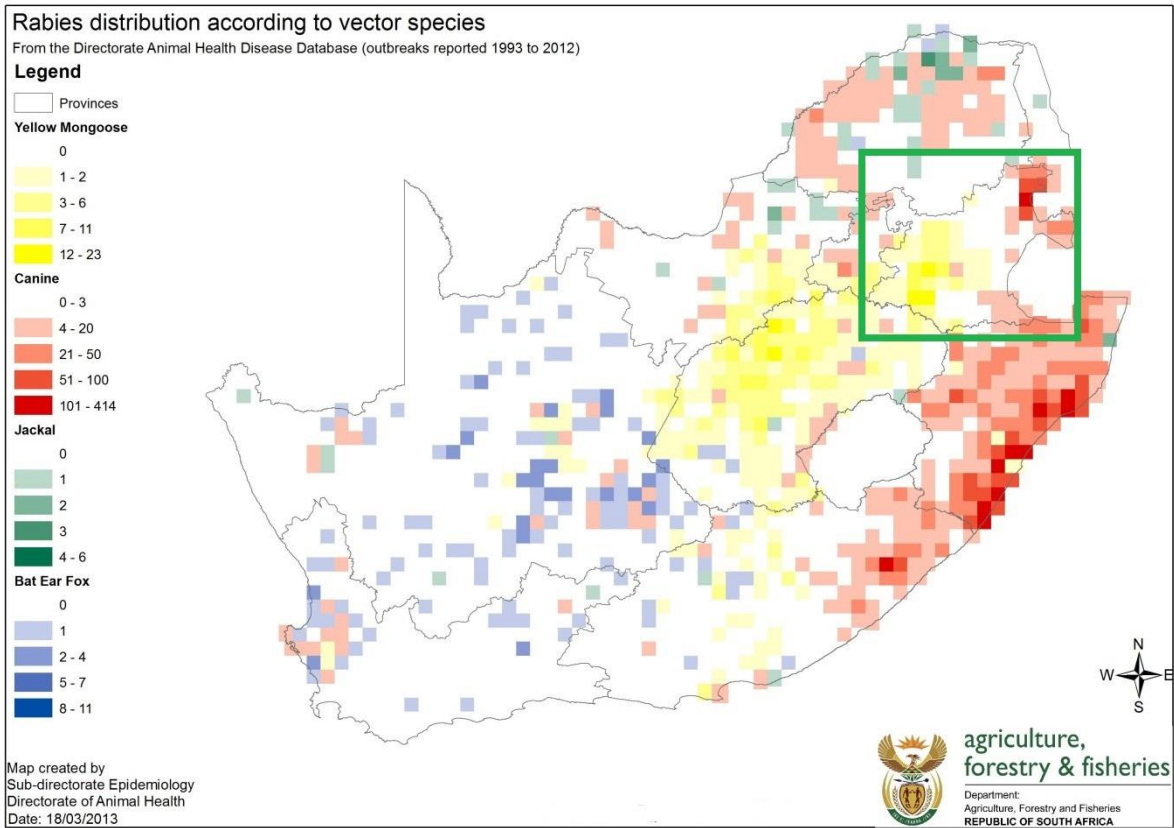 Rabies distribution according to vector species
From the Directorate Animal Health Disease Database (outbreaks reported 1993 to 2012)
Legend
Provinces
Yellow Mongoose
0
1 - 2
3 - 6
7 - 11
12 - 23
Canine
0 - 3
4 - 20
21 - 50
51 - 100
101 - 414
Jackal
0
1
2
3
4 - 6
Bat Ear Fox
0
1
2 - 4
5 - 7
8 - 11
Map created by
Sub-directorate Epidemiology
Directorate of Animal Health
Date: 18/03/2013
N
W E
S
agriculture,
forestry & fisheries
Department:
Agriculture, Forestry and Fisheries
REPUBLIC OF SOUTH AFRICA